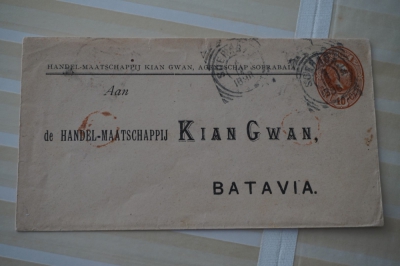 HANDEL-MAATSCHAPPIJ KIAN GWAN, AGENTSCHAP SOERABAIA
Aan
de HANDEL-MAATSCHAPPIJ KIAN GWAN,
BATAVIA.